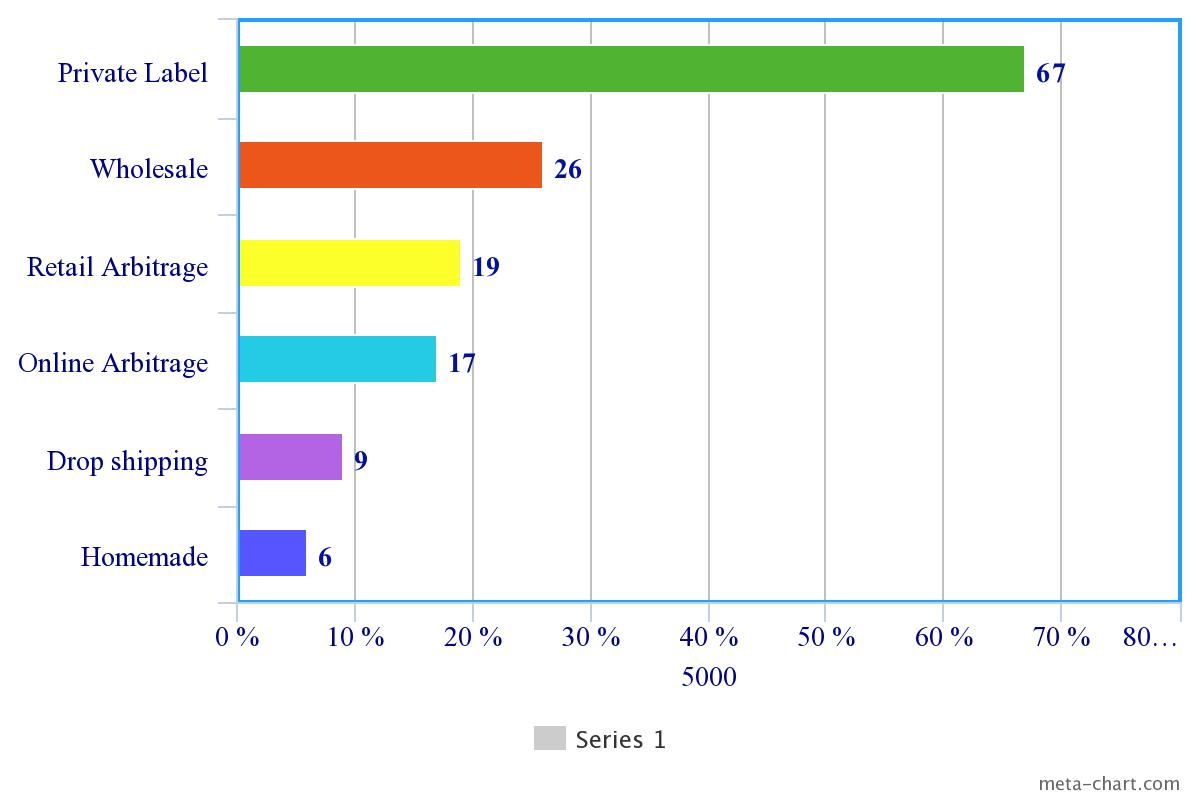 Private Label
67
Wholesale
26
Retail Arbitrage
19
Online Arbitrage
17
Drop shipping
9
Homemade
6
0 % 10 % 20 % 30 % 40 % 50 % 60 % 70 % 80…
5000
Series 1
meta-chart.com